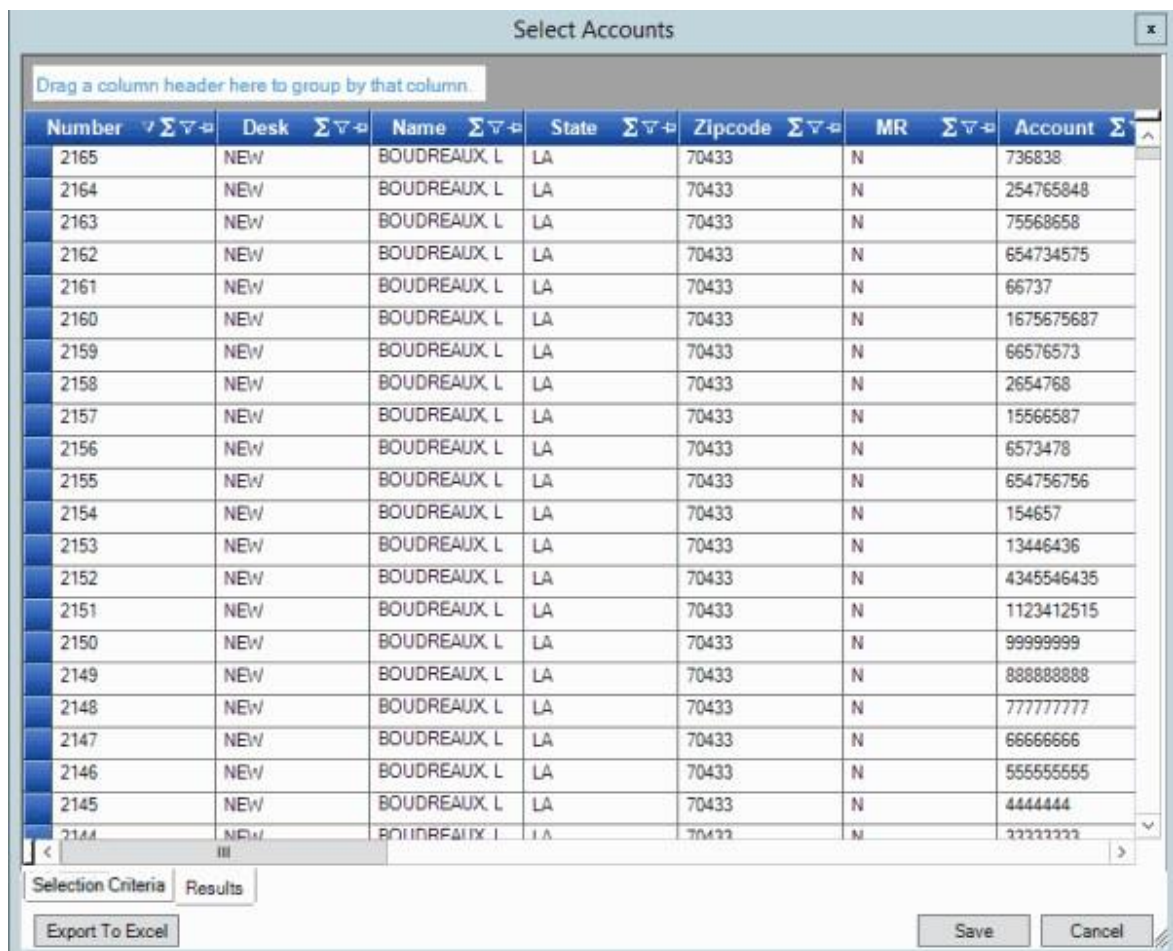 Select Accounts
Drag a column header here to group by that column.
Number Desk Name State Zipcode MR Account
2165 NEW BOUDREAUX, L LA 70433 N 736838
2164 NEW BOUDREAUX, L LA 70433 N 254765848
2163 NEW BOUDREAUX, L LA 70433 N 75568658
2162 NEW BOUDREAUX, L LA 70433 N 654734575
2161 NEW BOUDREAUX, L LA 70433 N 66737
2160 NEW BOUDREAUX, L LA 70433 N 1675675687
2159 NEW BOUDREAUX, L LA 70433 N 66576573
2158 NEW BOUDREAUX, L LA 70433 N 2654768
2157 NEW BOUDREAUX, L LA 70433 N 15566587
2156 NEW BOUDREAUX, L LA 70433 N 6573478
2155 NEW BOUDREAUX, L LA 70433 N 654756756
2154 NEW BOUDREAUX, L LA 70433 N 154657
2153 NEW BOUDREAUX, L LA 70433 N 13446436
2152 NEW BOUDREAUX, L LA 70433 N 4345546435
2151 NEW BOUDREAUX, L LA 70433 N 1123412515
2150 NEW BOUDREAUX, L LA 70433 N 99999999
2149 NEW BOUDREAUX, L LA 70433 N 888888888
2148 NEW BOUDREAUX, L LA 70433 N 777777777
2147 NEW BOUDREAUX, L LA 70433 N 66666666
2146 NEW BOUDREAUX, L LA 70433 N 555555555
2145 NEW BOUDREAUX, L LA 70433 N 4444444
2144 NEW BOUDREAUX, L LA 70433 N 33333333
Selection Criteria Results
Export To Excel Save Cancel